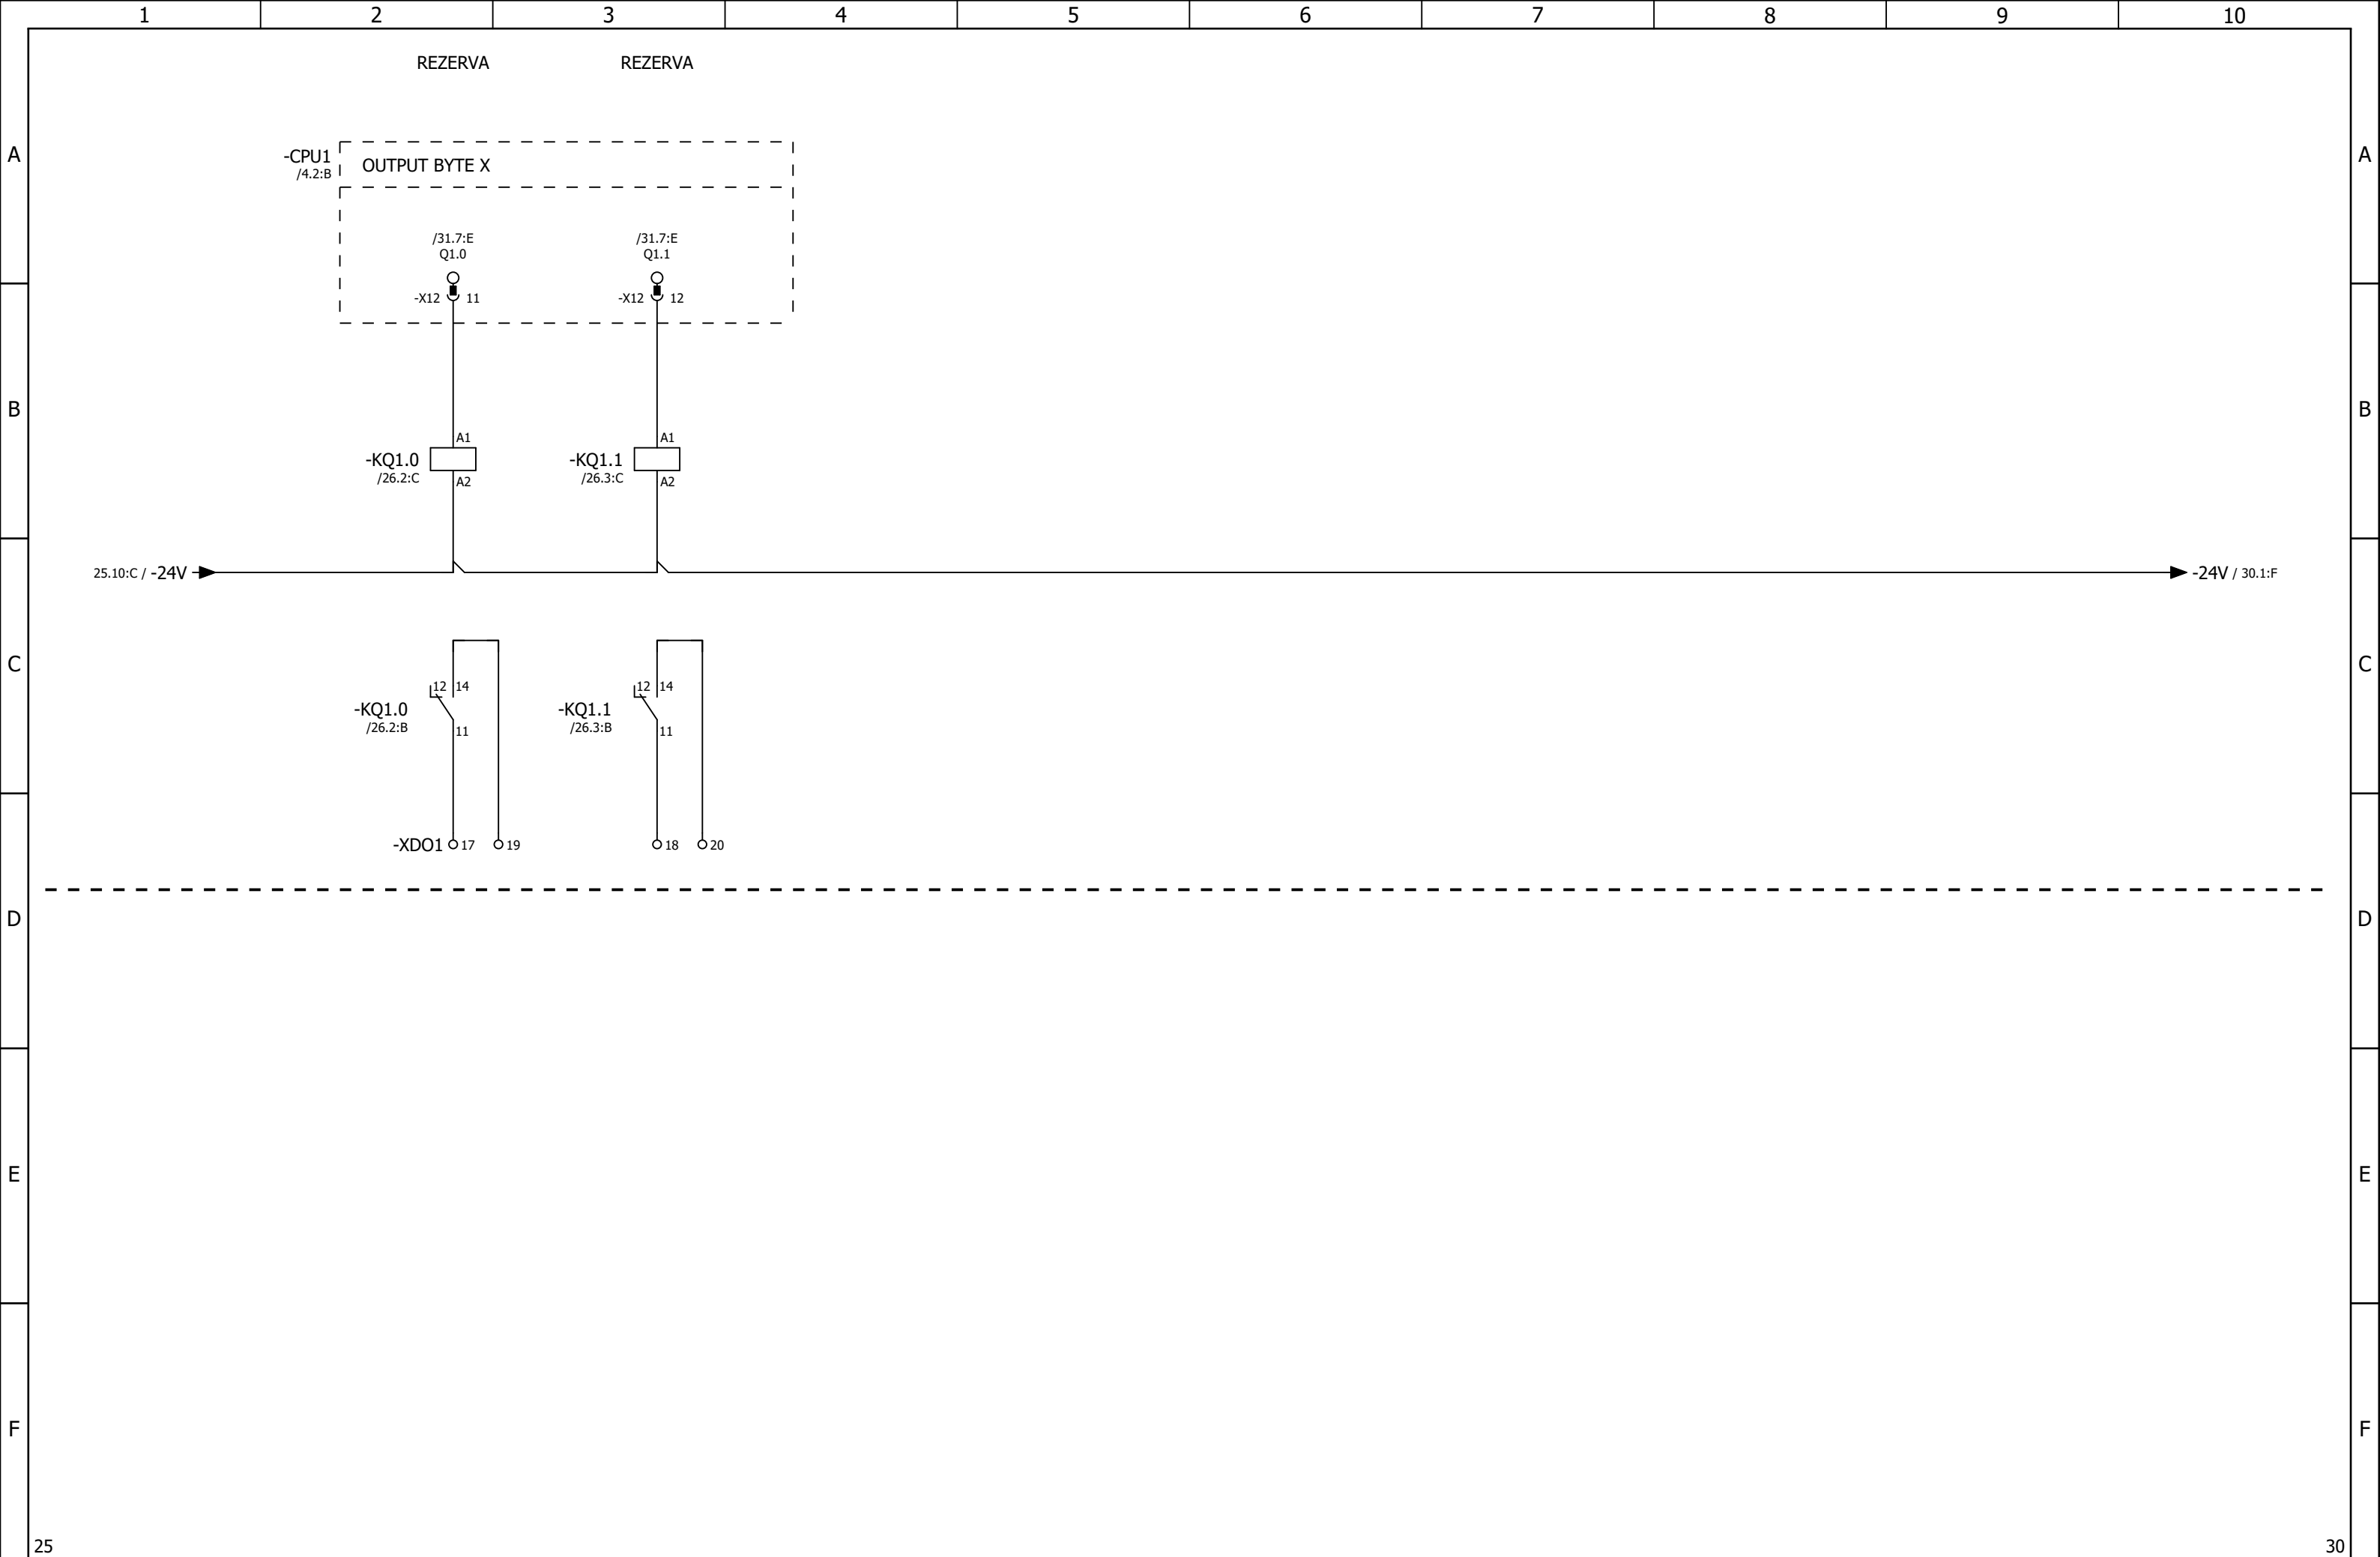 1 2 3 4 5 6 7 8 9 10
REZERVA REZERVA
A A
-CPU1 OUTPUT BYTE X
/4.2:B
/31.7:E /31.7:E
Q1.0 Q1.1
-X12 11 -X12 12
B B
A1 A1
-KQ1.0 -KQ1.1
/26.2:C A2 /26.3:C A2
25.10:C / -24V -24V / 30.1:F
C C
12 14 12 14
-KQ1.0 -KQ1.1
/26.2:B 11 /26.3:B 11
-XDO1 17 19 18 20
D D
E E
F F
25 30